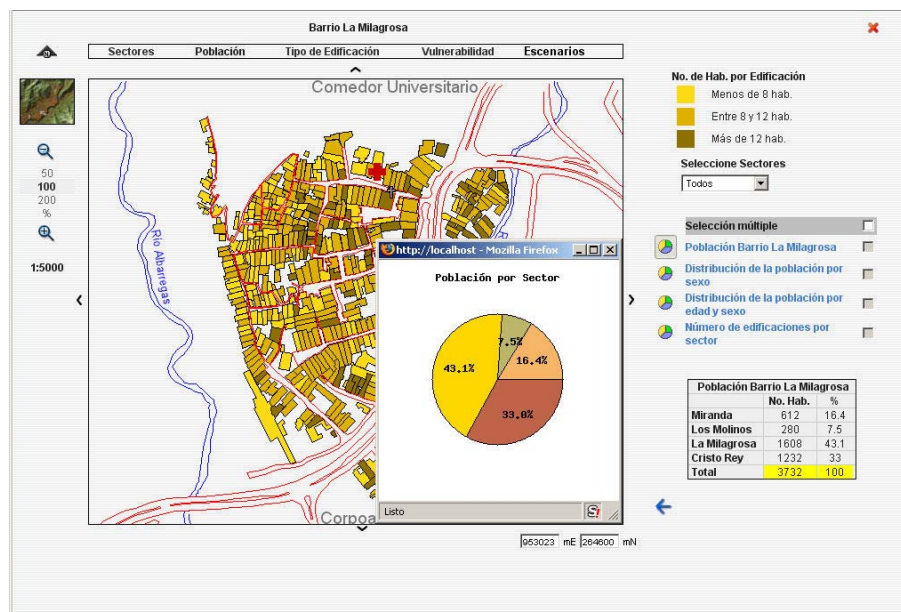 Barrio La Milagrosa
Sectores Población Tipo de Edificación Vulnerabilidad Escenarios
Comedor Universitario
50
100
200
%
1:5000
Río Albarregas
Corpoa
No. de Hab. por Edificación
Menos de 8 hab.
Entre 8 y 12 hab.
Más de 12 hab.
Seleccione Sectores
Todos
Selección múltiple
Población Barrio La Milagrosa
Distribución de la población por
sexo
Distribución de la población por
edad y sexo
Número de edificaciones por
sector
http://localhost - Mozilla Firefox
Población por Sector
7.5%
16.4%
43.1%
33.0%
Listo
Población Barrio La Milagrosa
No. Hab. %
Miranda 612 16.4
Los Molinos 280 7.5
La Milagrosa 1608 43.1
Cristo Rey 1232 33
Total 3732 100
953023 mE 264600 mN